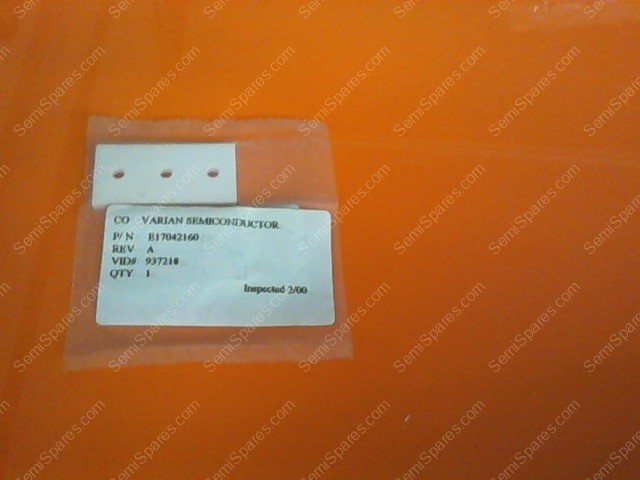 CO VARIAN SEMICONDUCTOR
P/N E17042160
REV A
VID# 937218
QTY 1
Inspected 2/00
SemiSpares.com